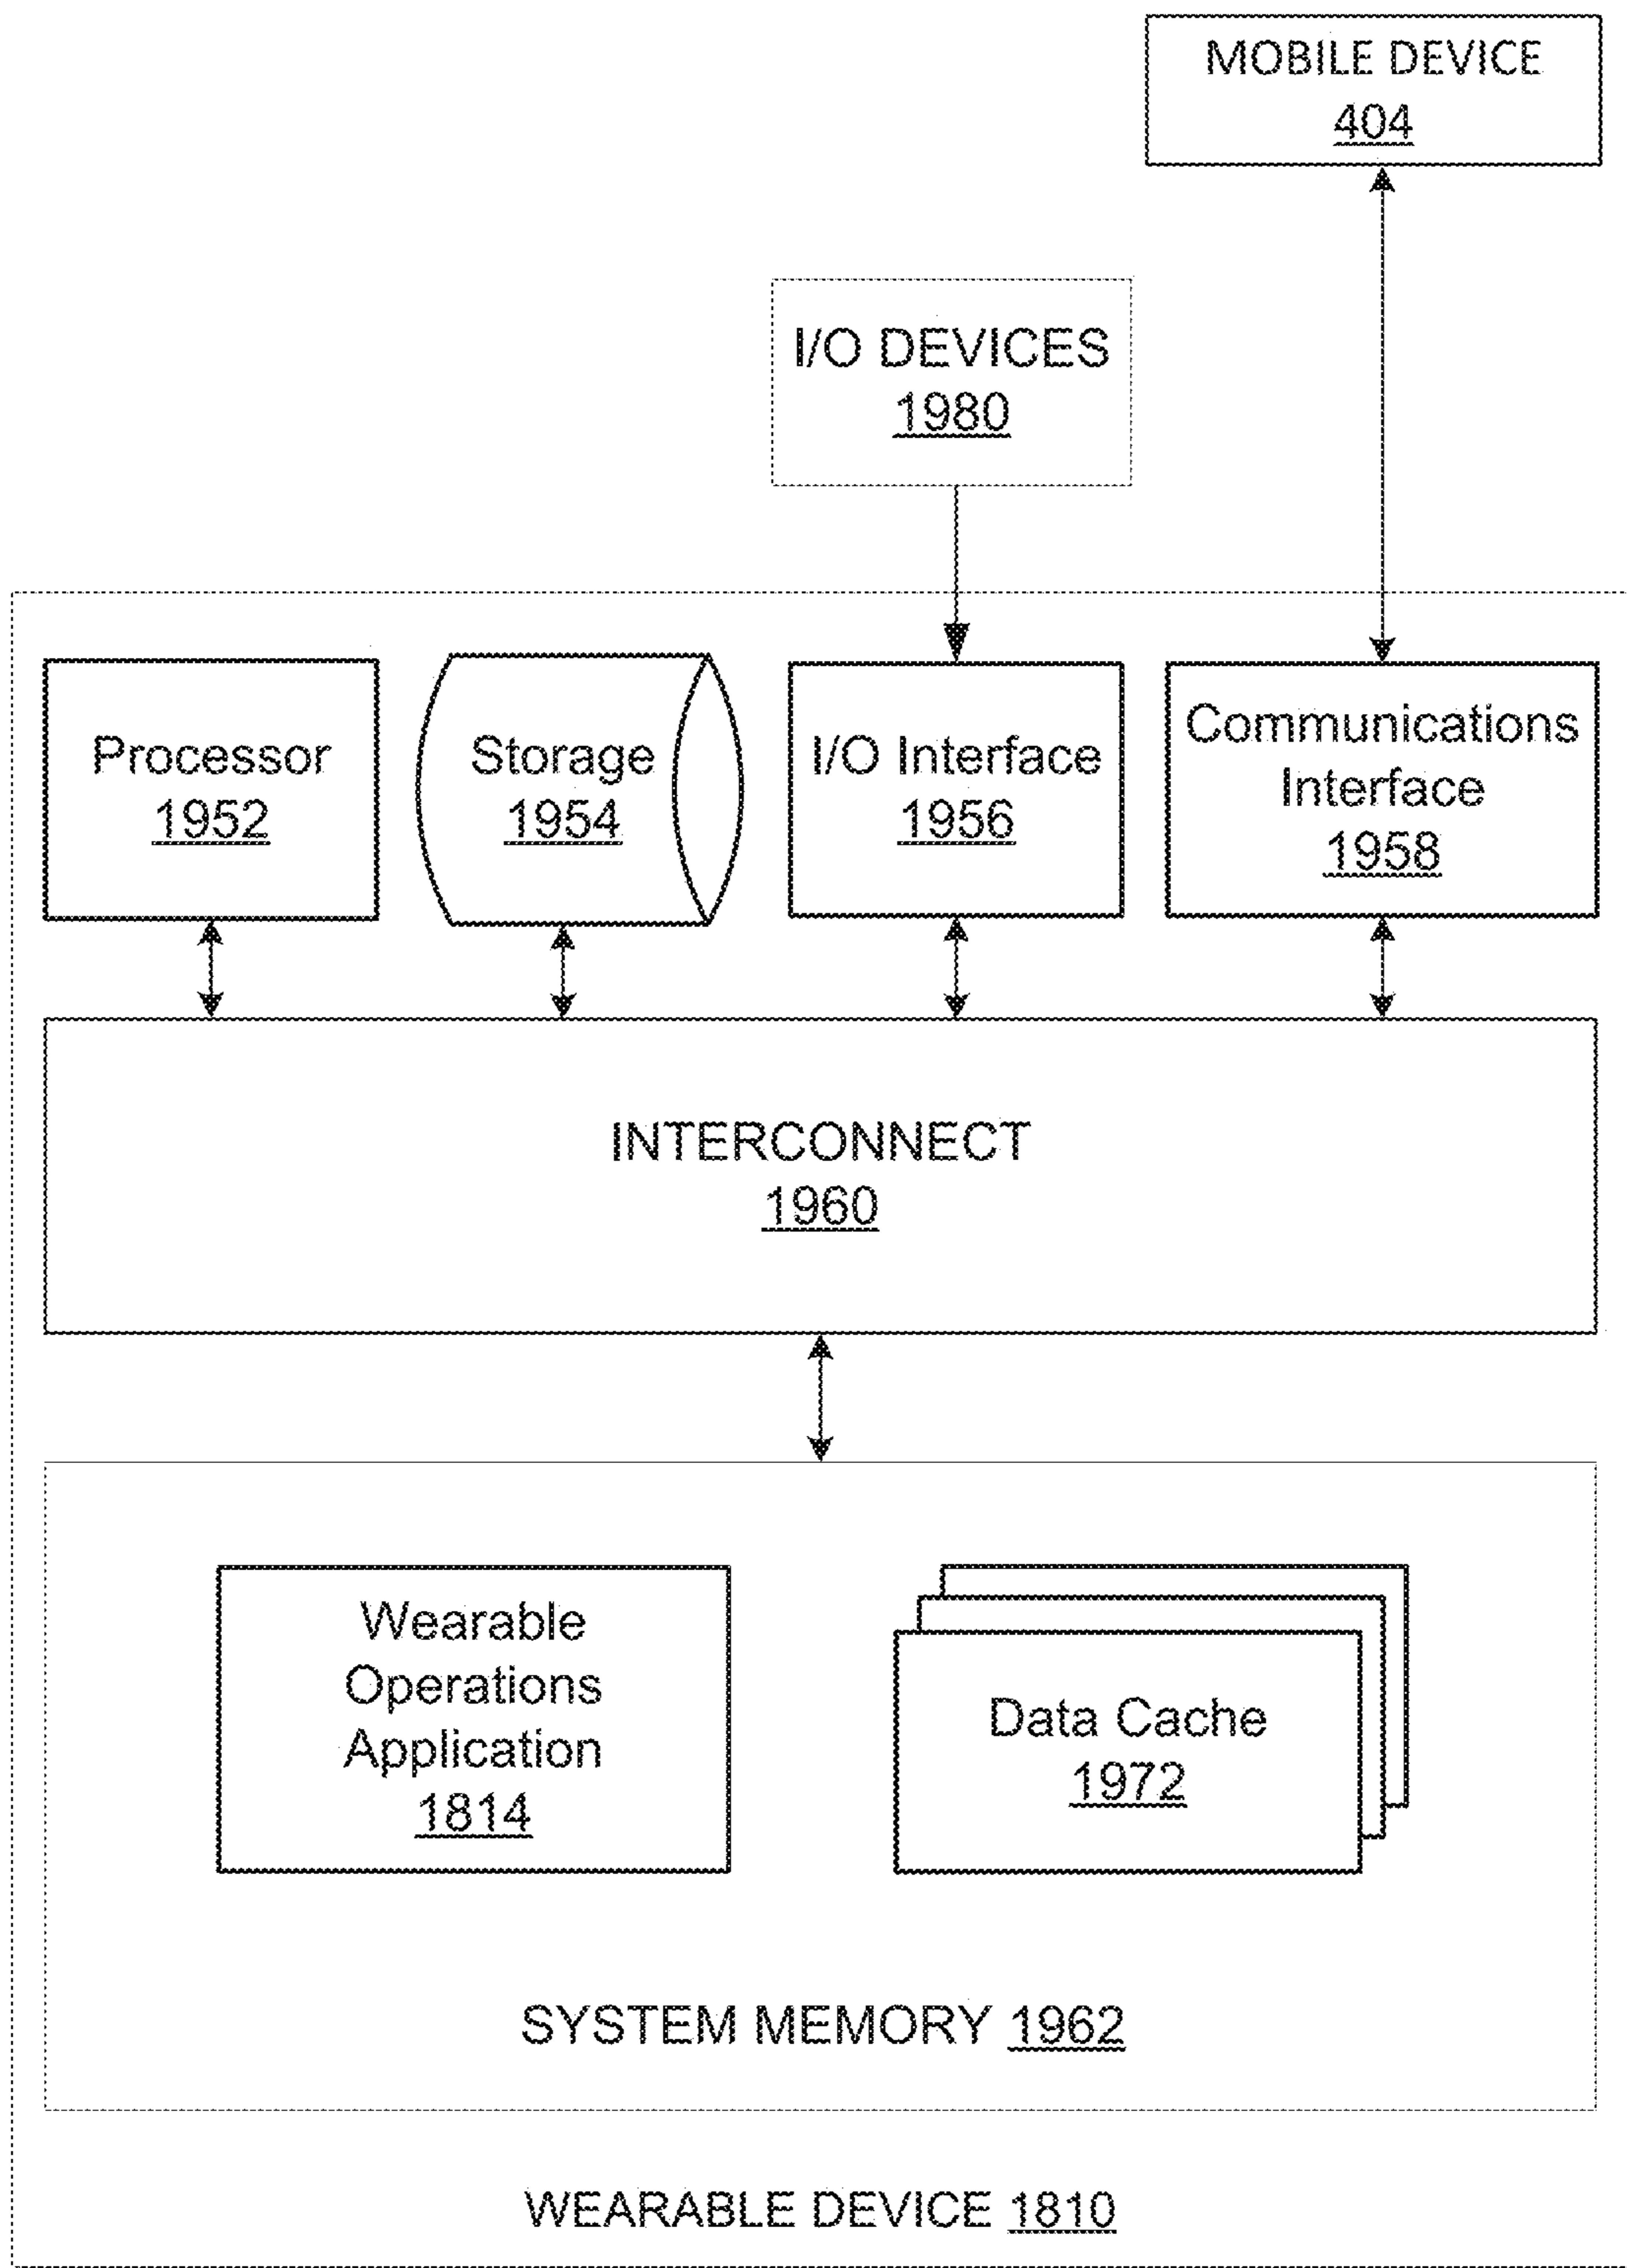 MOBILE DEVICE
404
I/O DEVICES
1980
Processor
1952
Storage
1954
I/O Interface
1956
Communications
Interface
1958
INTERCONNECT
1960
Wearable
Operations
Application
1814
Data Cache
1972
SYSTEM MEMORY 1962
WEARABLE DEVICE 1810